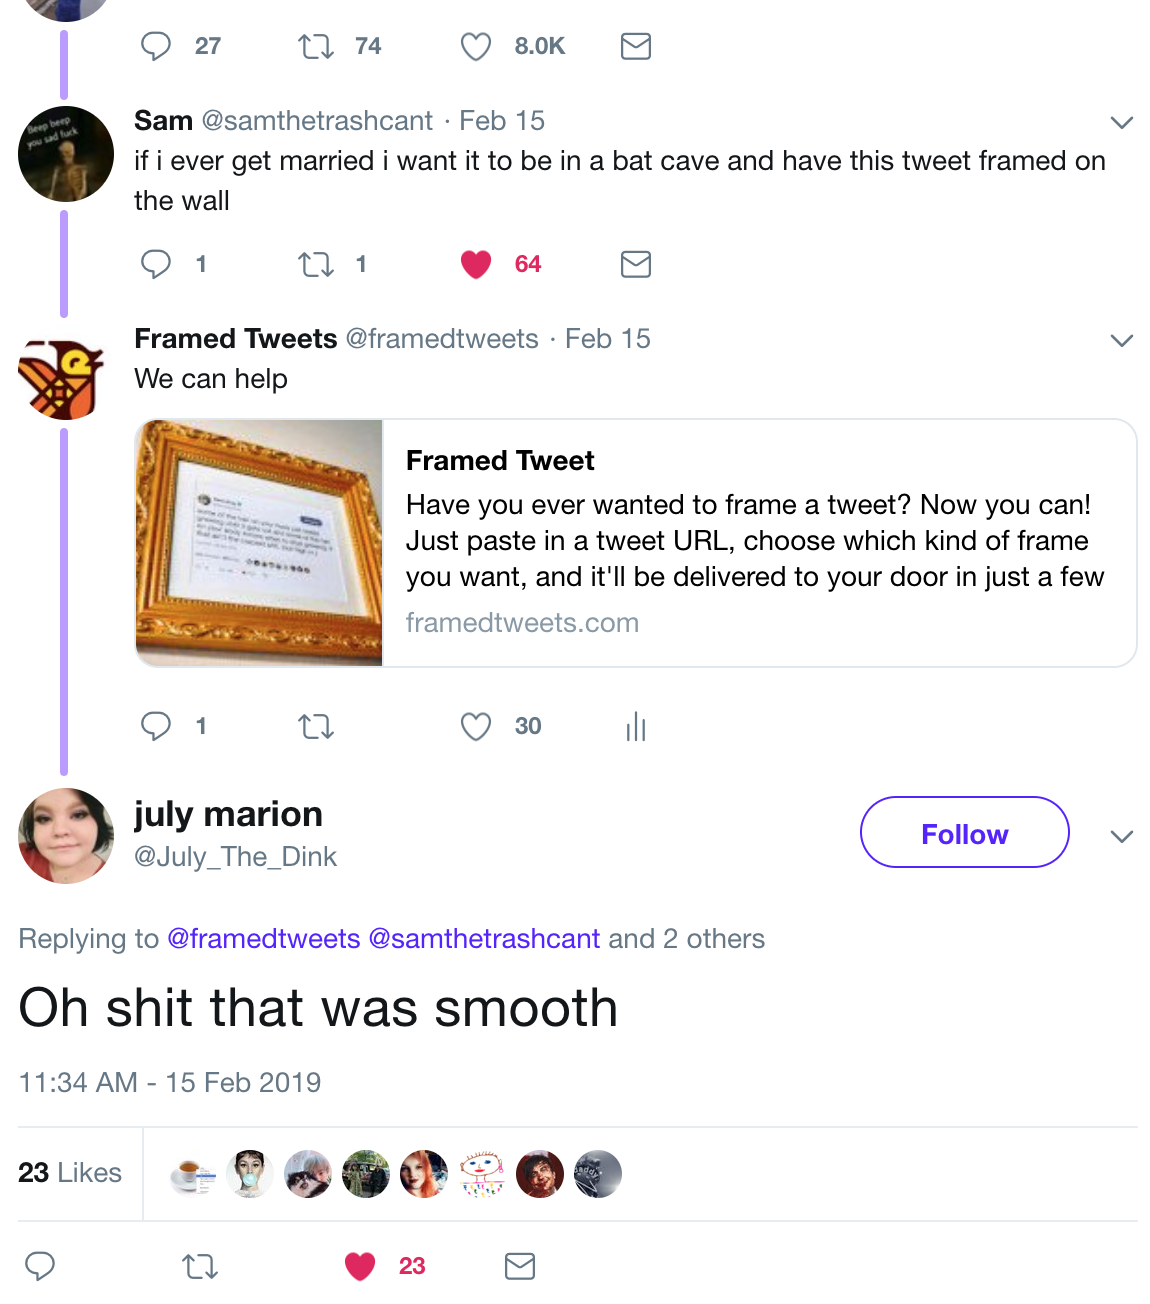 27 74 8.0K
Beep beep
you sad fuck
Sam @samthetrashcant · Feb 15
if i ever get married i want it to be in a bat cave and have this tweet framed on
the wall
1 1 64
Framed Tweets @framedtweets · Feb 15
We can help
Framed Tweet
Have you ever wanted to frame a tweet? Now you can!
Just paste in a tweet URL, choose which kind of frame
you want, and it'll be delivered to your door in just a few
framedtweets.com
1 30
july marion
@July_The_Dink
Follow
Replying to @framedtweets @samthetrashcant and 2 others
Oh shit that was smooth
11:34 AM - 15 Feb 2019
23 Likes
23